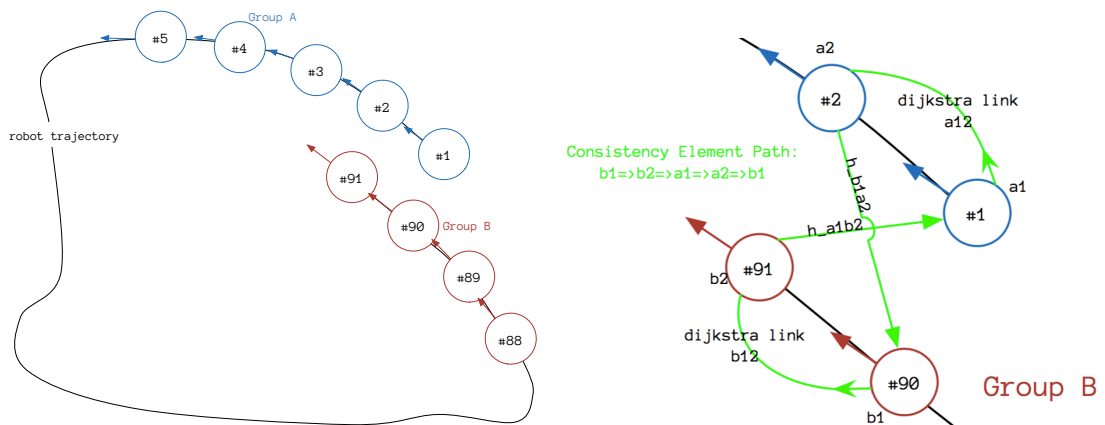 Group A
#5
#4
#3
#2
#1
robot trajectory
#91
#90
Group B
#89
#88
a2
#2
dijkstra link
a12
Consistency Element Path:
b1=>b2=>a1=>a2=>b1
h_b1a2
a1
#1
h_a1b2
#91
b2
dijkstra link
b12
#90
Group B
b1